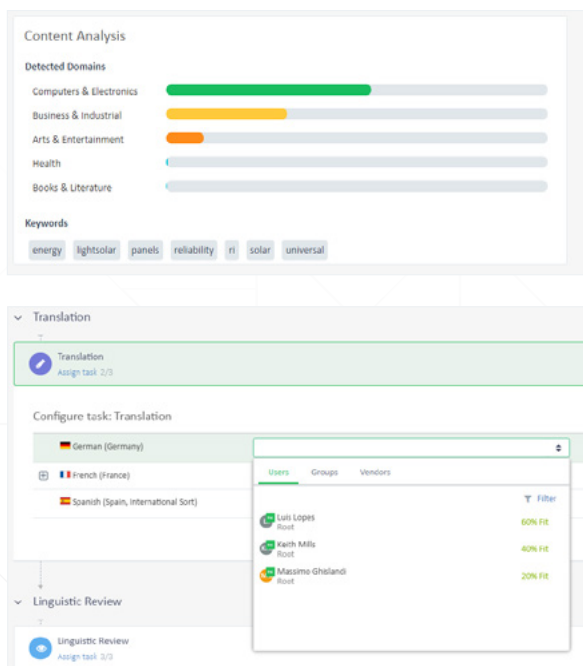 Content Analysis
Detected Domains
Computers & Electronics
Business & Industrial
Arts & Entertainment
Health
Books & Literature
Keywords
energy lightsolar panels reliability ri solar universal
Translation
Translation
Assign task 2/3
Configure task: Translation
German (Germany)
French (France)
Spanish (Spain, International Sort)
Users Groups Vendors
Filter
Luis Lopes
Root
60% Fit
Keith Mills
Root
40% Fit
Massimo Ghislandi
Root
20% Fit
Linguistic Review
Linguistic Review
Assign task 3/3